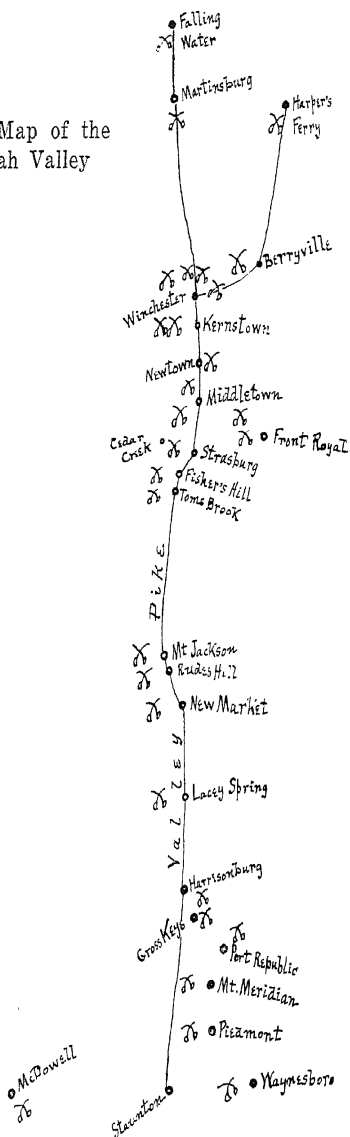 Falling
Water
Martinsburg
Harper's
Ferry
Map of the
ah Valley
Berryville
Winchester
Kernstown
Newtown
Middletown
Cedar
Creek
Front Royal
Strasburg
Fisher's Hill
Toms Brook
Pike
Mt Jackson
Rudes Hill
New Market
Valley
Lacey Spring
Harrisonburg
Cross Keys
Port Republic
Mt. Meridian
Piedmont
McDowell
Waynesboro
Staunton